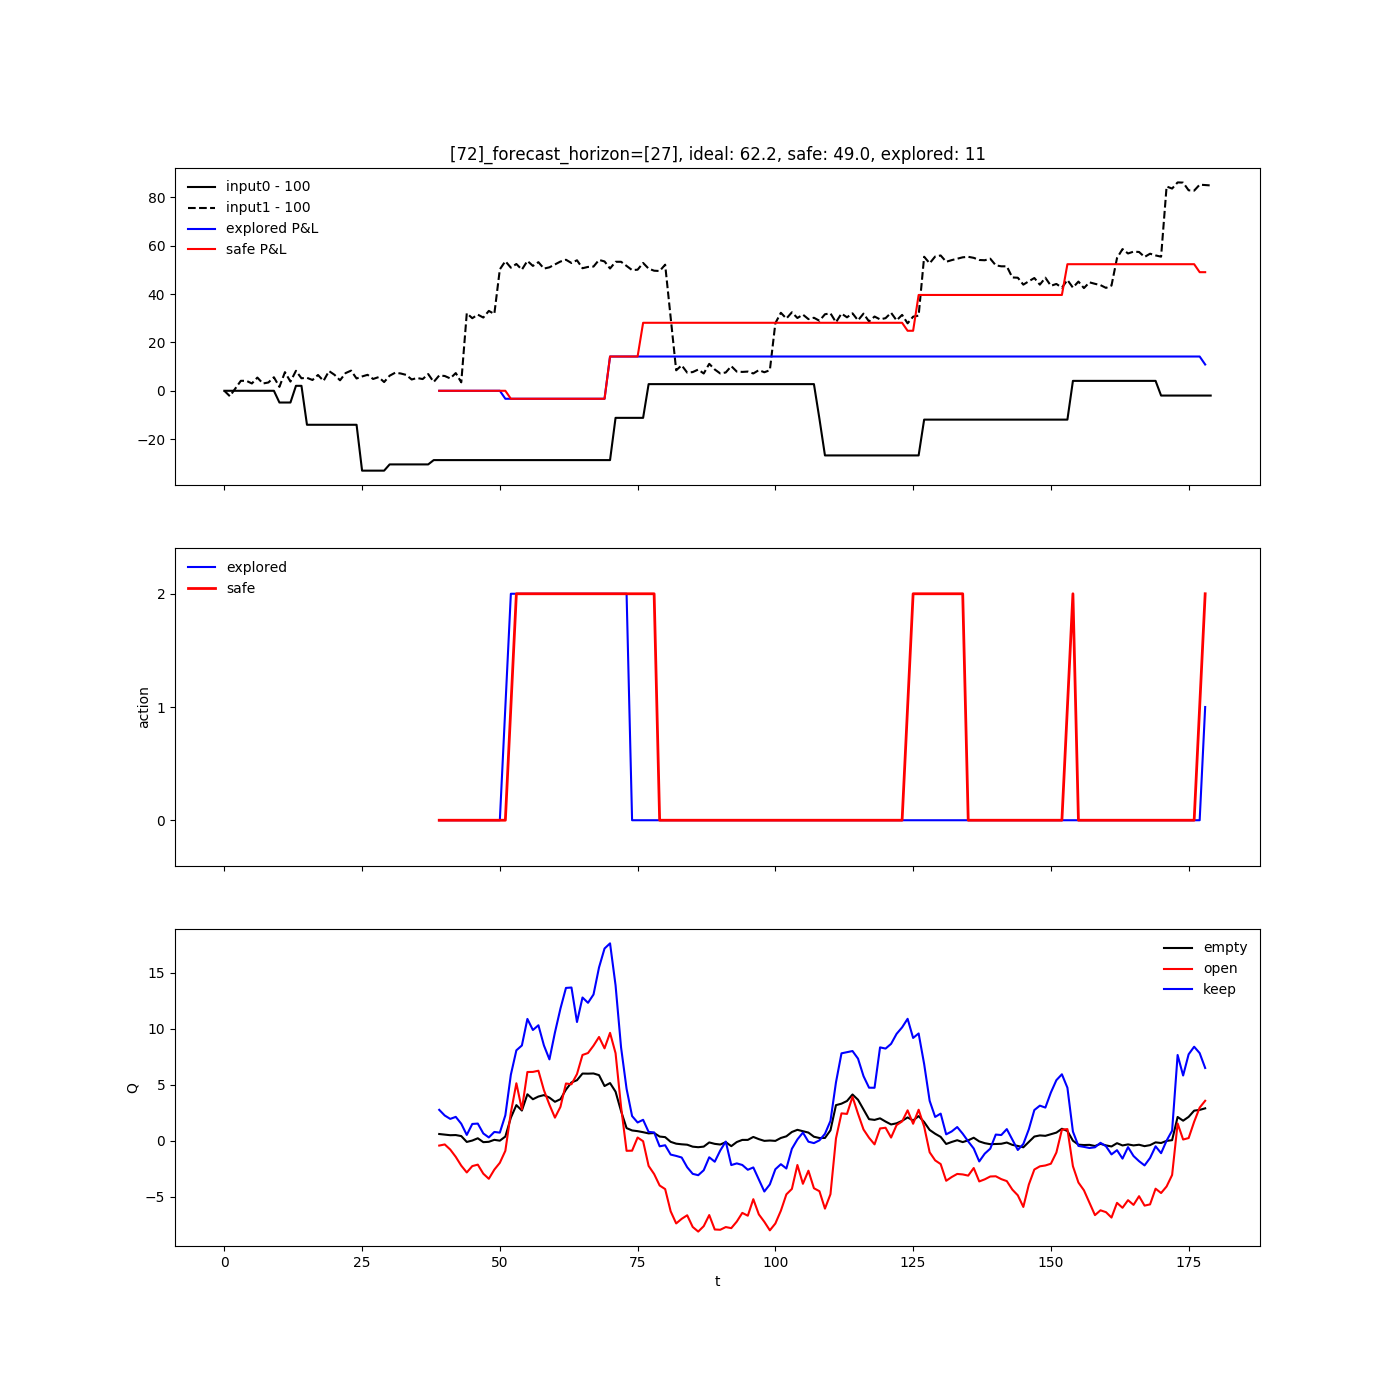 [72]_forecast_horizon=[27], ideal: 62.2, safe: 49.0, explored: 11
input0 - 100
input1 - 100
explored P&L
safe P&L
80
60
40
20
0
−20
explored
safe
2
1
0
action
empty
open
keep
15
10
5
0
−5
Q
0 25 50 75 100 125 150 175
t